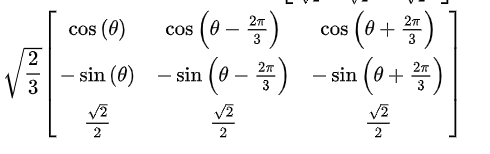 √(2/3) [ cos (θ)  cos (θ − 2π/3)  cos (θ + 2π/3)
− sin (θ)  − sin (θ − 2π/3)  − sin (θ + 2π/3)
√2/2  √2/2  √2/2 ]